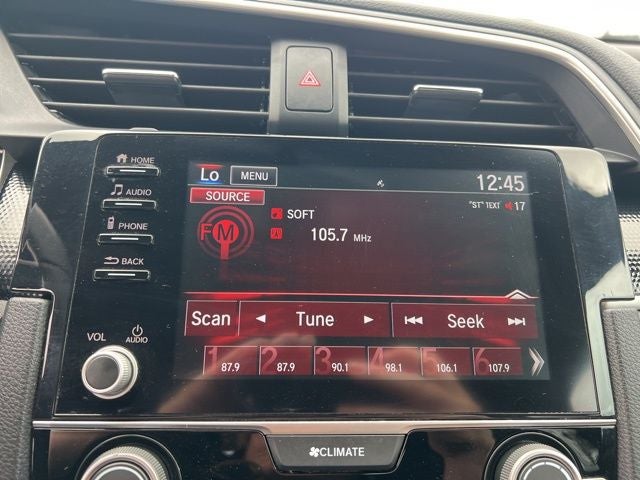 HOME
AUDIO
PHONE
BACK
VOL
AUDIO
Lo MENU 12:45
SOURCE
"ST" TEXT 17
FM
SOFT
105.7 MHz
Scan Tune Seek
1 2 3 4 5 6
87.9 87.9 90.1 98.1 106.1 107.9
CLIMATE